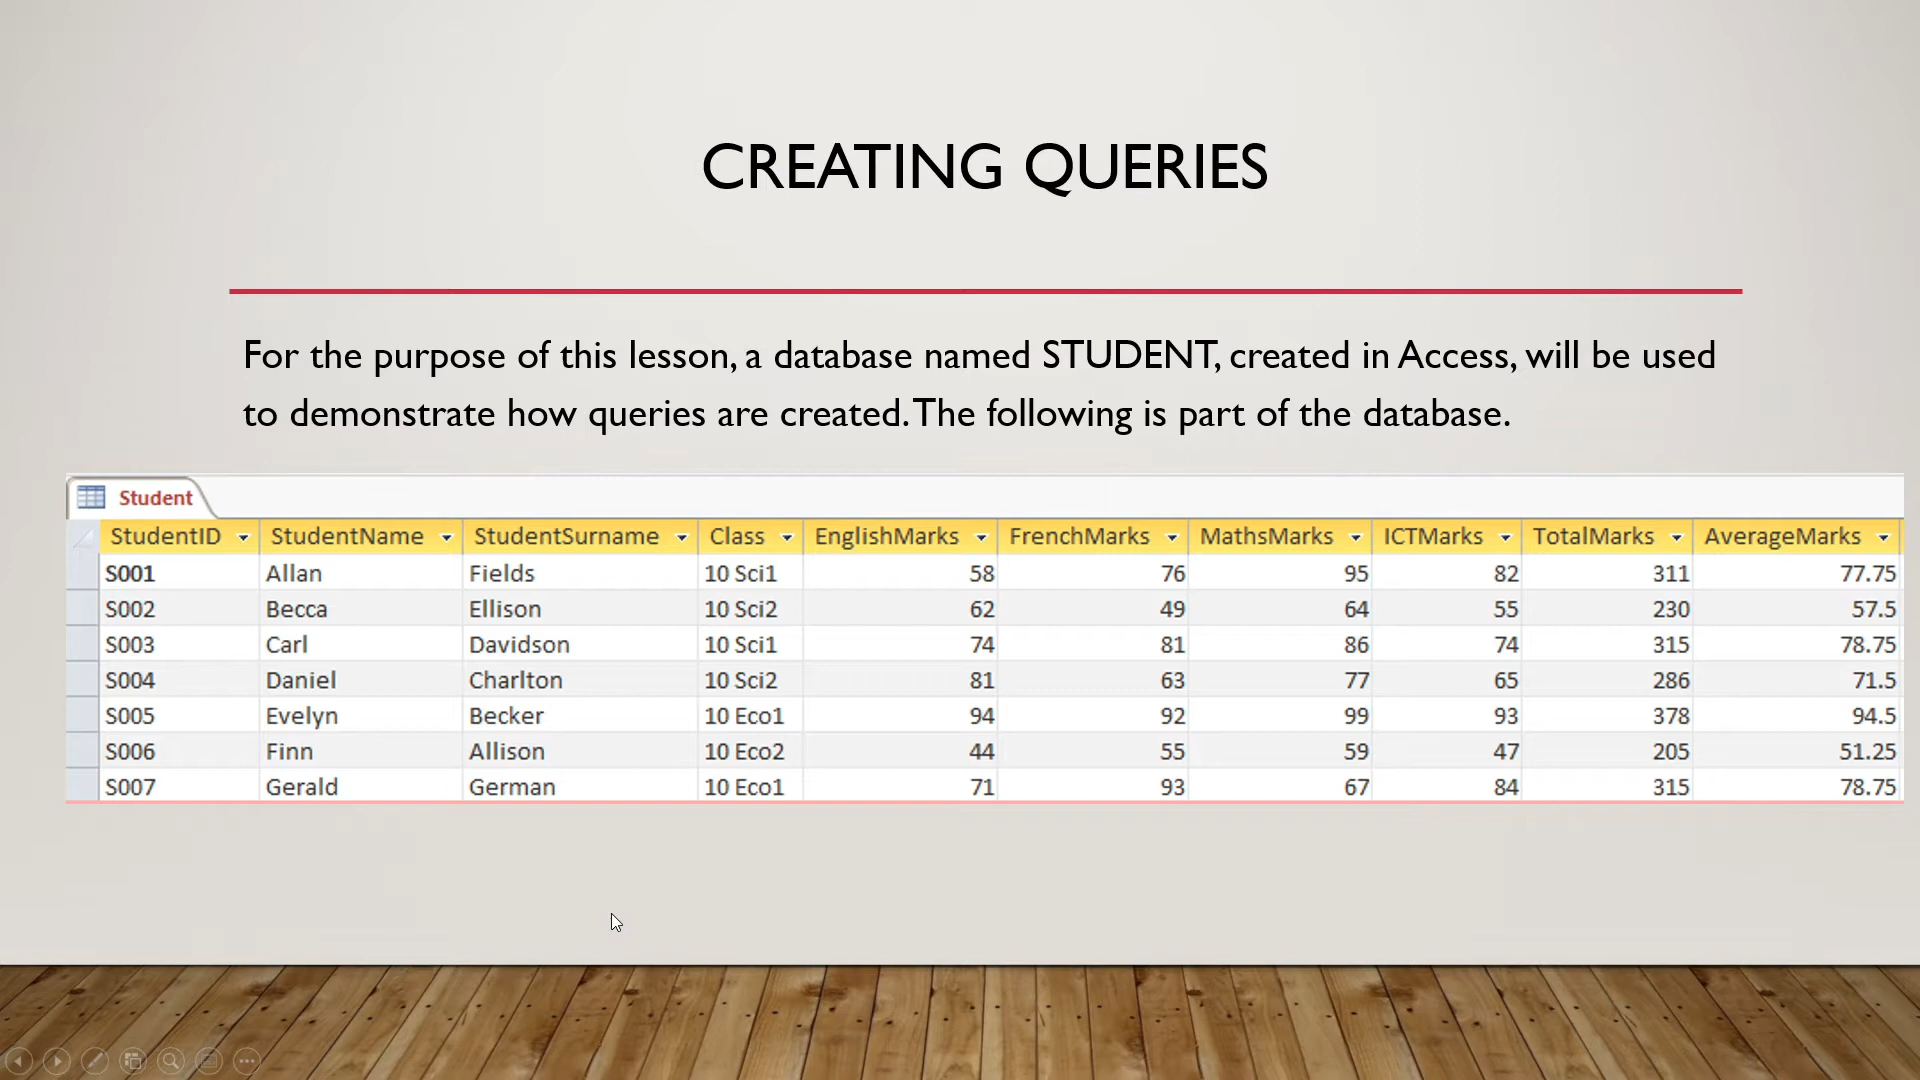 CREATING QUERIES
For the purpose of this lesson, a database named STUDENT, created in Access, will be used
to demonstrate how queries are created. The following is part of the database.
Student
StudentID StudentName StudentSurname Class EnglishMarks FrenchMarks MathsMarks ICTMarks TotalMarks AverageMarks
S001 Allan Fields 10 Sci1 58 76 95 82 311 77.75
S002 Becca Ellison 10 Sci2 62 49 64 55 230 57.5
S003 Carl Davidson 10 Sci1 74 81 86 74 315 78.75
S004 Daniel Charlton 10 Sci2 81 63 77 65 286 71.5
S005 Evelyn Becker 10 Eco1 94 92 99 93 378 94.5
S006 Finn Allison 10 Eco2 44 55 59 47 205 51.25
S007 Gerald German 10 Eco1 71 93 67 84 315 78.75